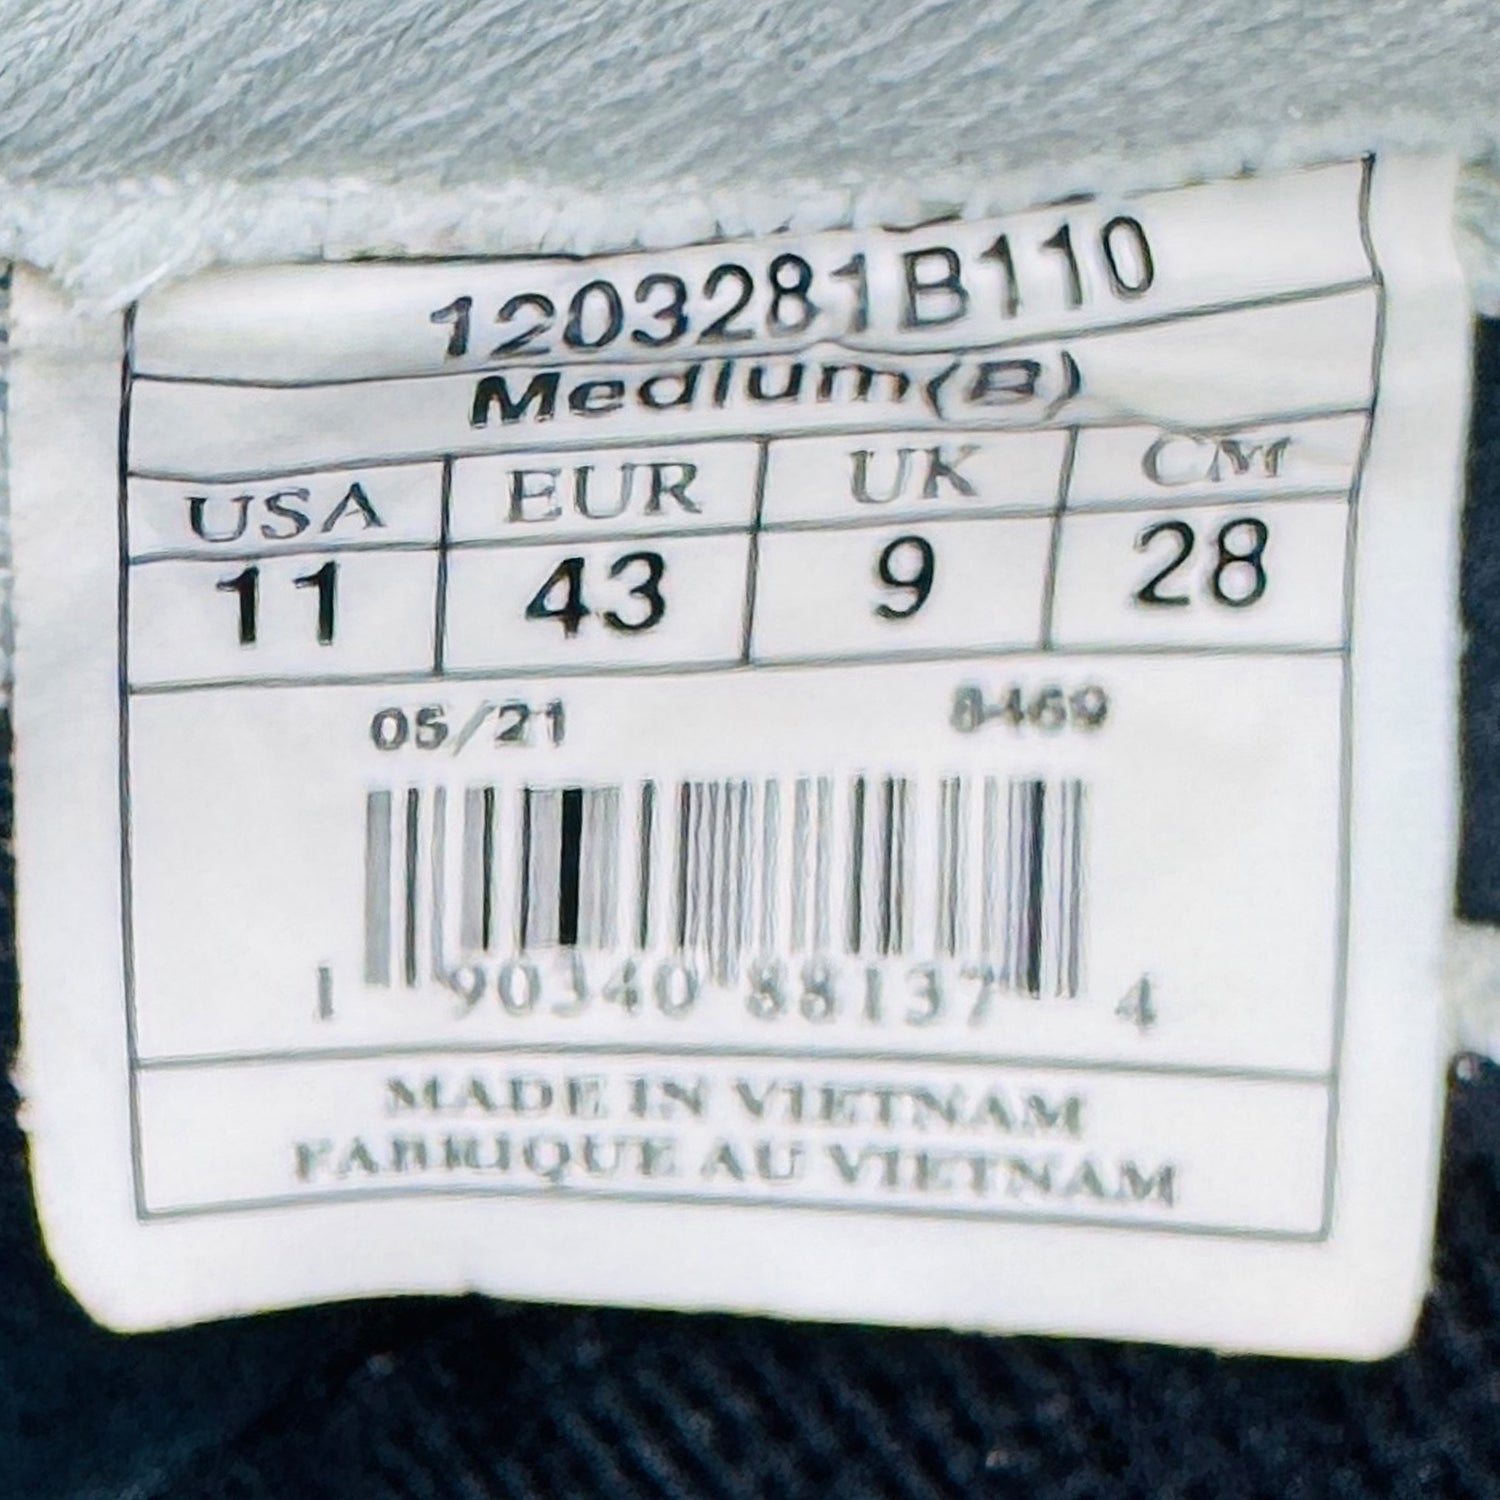 1203281B110
Medium(B)
USA EUR UK CM
11 43 9 28
05/21 8469
1 90340 88137 4
MADE IN VIETNAM
FABRIQUE AU VIETNAM